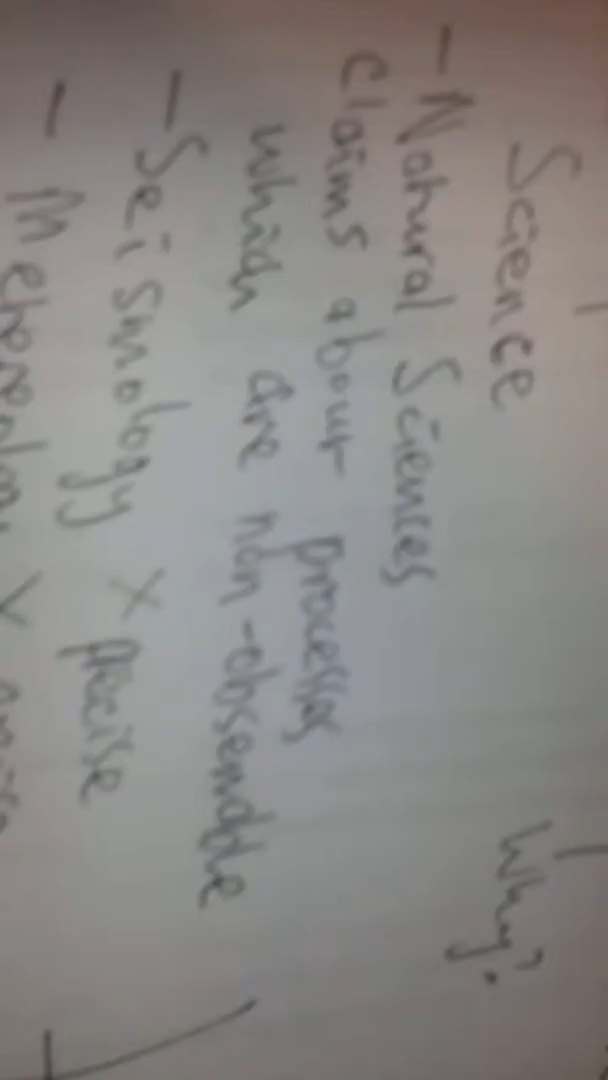 Science Why?
- Natural Sciences
claims about processes
which are non-observable
- Seismology x precise
- x